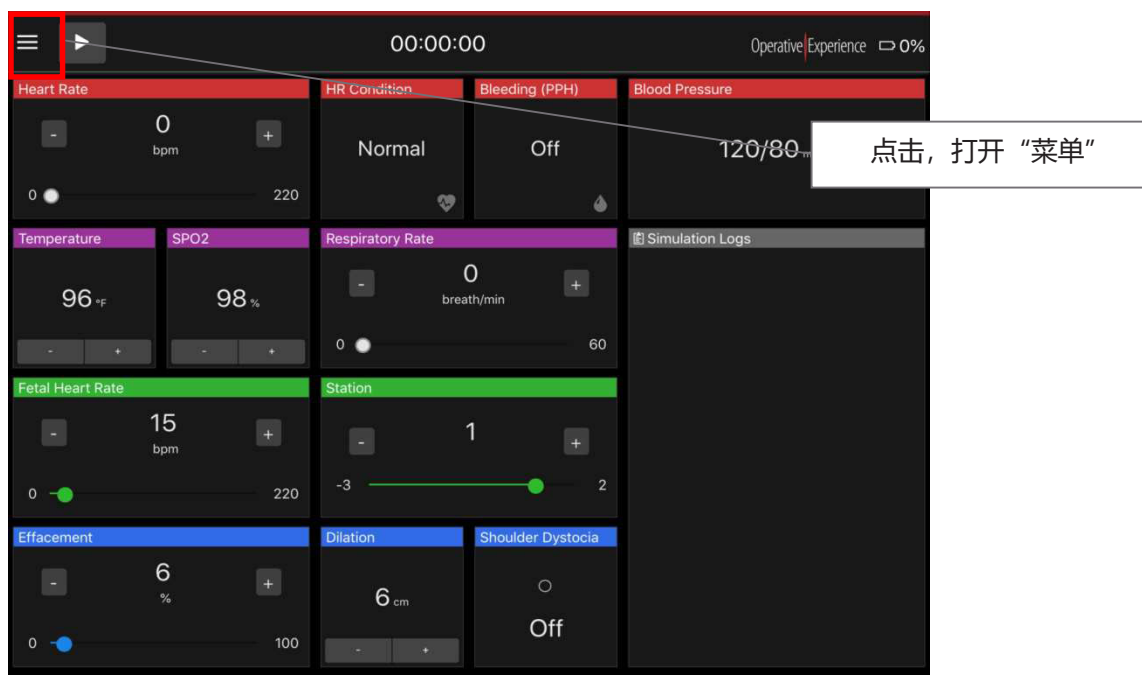 00:00:00
Operative Experience
0%
Heart Rate
HR Condition
Bleeding (PPH)
Blood Pressure
-
0
+
bpm
0
220
Normal
Off
120/80
点击，打开“菜单”
Temperature
SPO2
Respiratory Rate
Simulation Logs
96 °F
98 %
-
0
+
breath/min
- +
- +
0
60
Fetal Heart Rate
Station
-
15
+
bpm
0
220
-
1
+
-3
2
Effacement
Dilation
Shoulder Dystocia
-
6
+
%
0
100
6 cm
- +
Off